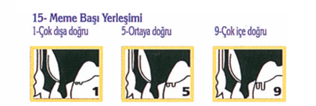 15- Meme Başı Yerleşimi
1-Çok dışa doğru 5-Ortaya doğru 9-Çok içe doğru
1 5 9